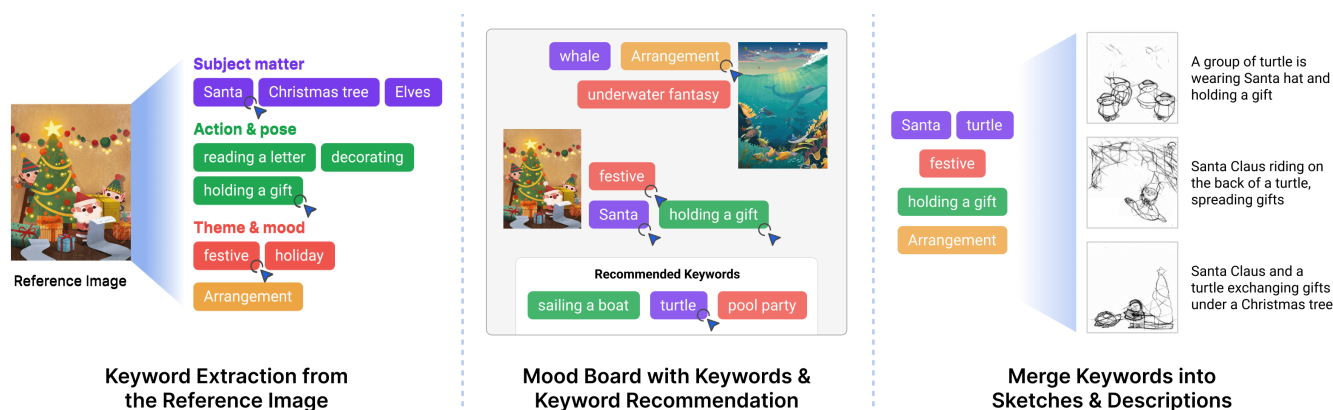 Subject matter
Santa Christmas tree Elves
Action & pose
reading a letter decorating
holding a gift
Theme & mood
festive holiday
Arrangement
Reference Image
Keyword Extraction from
the Reference Image
whale Arrangement
underwater fantasy
festive
Santa holding a gift
Recommended Keywords
sailing a boat turtle pool party
Mood Board with Keywords &
Keyword Recommendation
Santa turtle
festive
holding a gift
Arrangement
A group of turtle is
wearing Santa hat and
holding a gift
Santa Claus riding on
the back of a turtle,
spreading gifts
Santa Claus and a
turtle exchanging gifts
under a Christmas tree
Merge Keywords into
Sketches & Descriptions